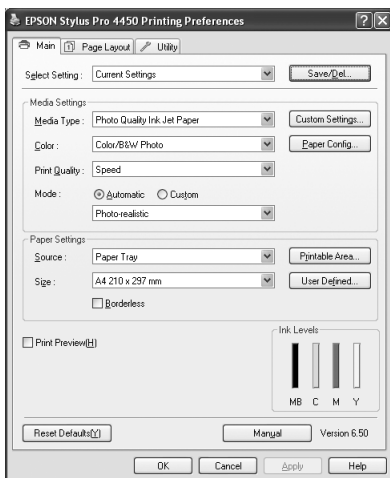 EPSON Stylus Pro 4450 Printing Preferences
Main Page Layout Utility
Select Setting : Current Settings Save/Del...
Media Settings
Media Type : Photo Quality Ink Jet Paper Custom Settings...
Color : Color/B&W Photo Paper Config...
Print Quality : Speed
Mode : Automatic Custom
Photo-realistic
Paper Settings
Source : Paper Tray Printable Area...
Size : A4 210 x 297 mm User Defined...
Borderless
Print Preview(H)
Ink Levels
MB C M Y
Reset Defaults(Y) Manual Version 6.50
OK Cancel Apply Help